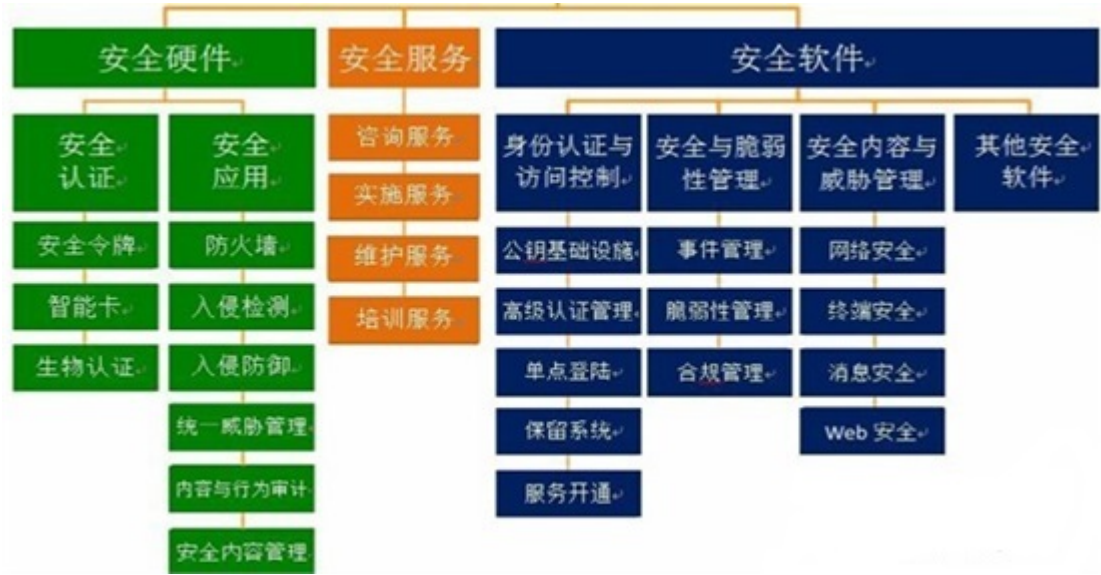 安全硬件
安全服务
安全软件
安全
认证
安全
应用
咨询服务
实施服务
维护服务
培训服务
身份认证与
访问控制
安全与脆弱
性管理
安全内容与
威胁管理
其他安全
软件
安全令牌
智能卡
生物认证
防火墙
入侵检测
入侵防御
统一威胁管理
内容与行为审计
安全内容管理
公钥基础设施
高级认证管理
单点登陆
保留系统
服务开通
事件管理
脆弱性管理
合规管理
网络安全
终端安全
消息安全
Web 安全